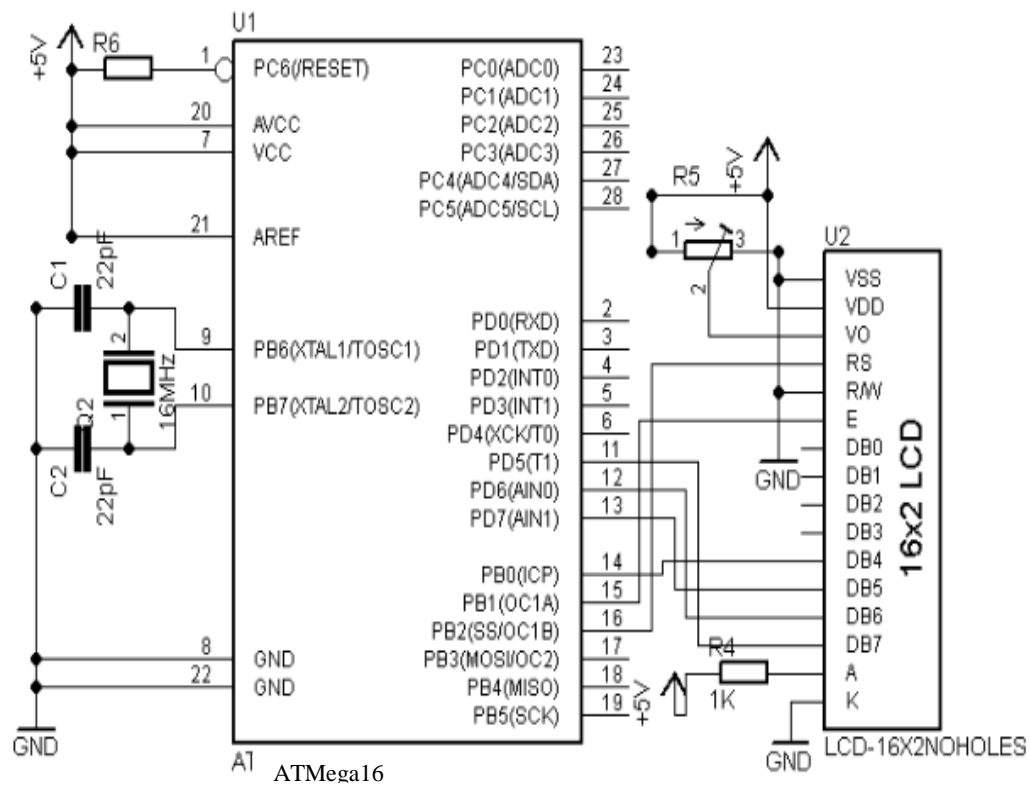 U1
+5V
R6
1
PC6(/RESET)
20
AVCC
7
VCC
21
AREF
C1
22pF
2
16MHz
1
Q2
9
PB6(XTAL1/TOSC1)
10
PB7(XTAL2/TOSC2)
C2
22pF
8
GND
22
GND
GND
PC0(ADC0)
23
PC1(ADC1)
24
PC2(ADC2)
25
PC3(ADC3)
26
PC4(ADC4/SDA)
27
PC5(ADC5/SCL)
28
PD0(RXD)
2
PD1(TXD)
3
PD2(INT0)
4
PD3(INT1)
5
PD4(XCK/T0)
6
PD5(T1)
11
PD6(AIN0)
12
PD7(AIN1)
13
PB0(ICP)
14
PB1(OC1A)
15
PB2(SS/OC1B)
16
PB3(MOSI/OC2)
17
PB4(MISO)
18
PB5(SCK)
19
AT
ATMega16
R5
+5V
1
3
2
GND
+5V
R4
1K
GND
U2
VSS
VDD
VO
RS
R/W
E
DB0
DB1
DB2
DB3
DB4
DB5
DB6
DB7
A
K
16x2 LCD
LCD-16X2NOHOLES